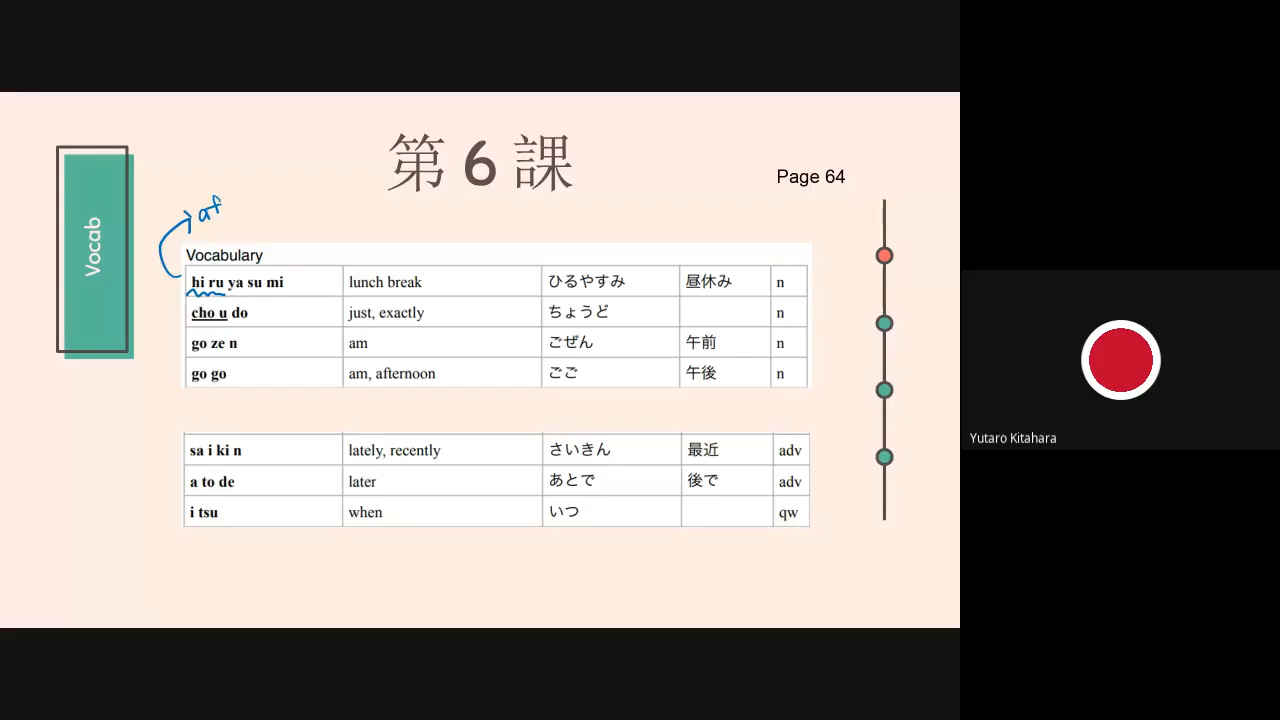 第 6 課
Page 64
Vocab
af
Vocabulary
hi ru ya su mi lunch break ひるやすみ 昼休み n
cho u do just, exactly ちょうど n
go ze n am ごぜん 午前 n
go go am, afternoon ごご 午後 n
sa i ki n lately, recently さいきん 最近 adv
a to de later あとで 後で adv
i tsu when いつ qw
Yutaro Kitahara